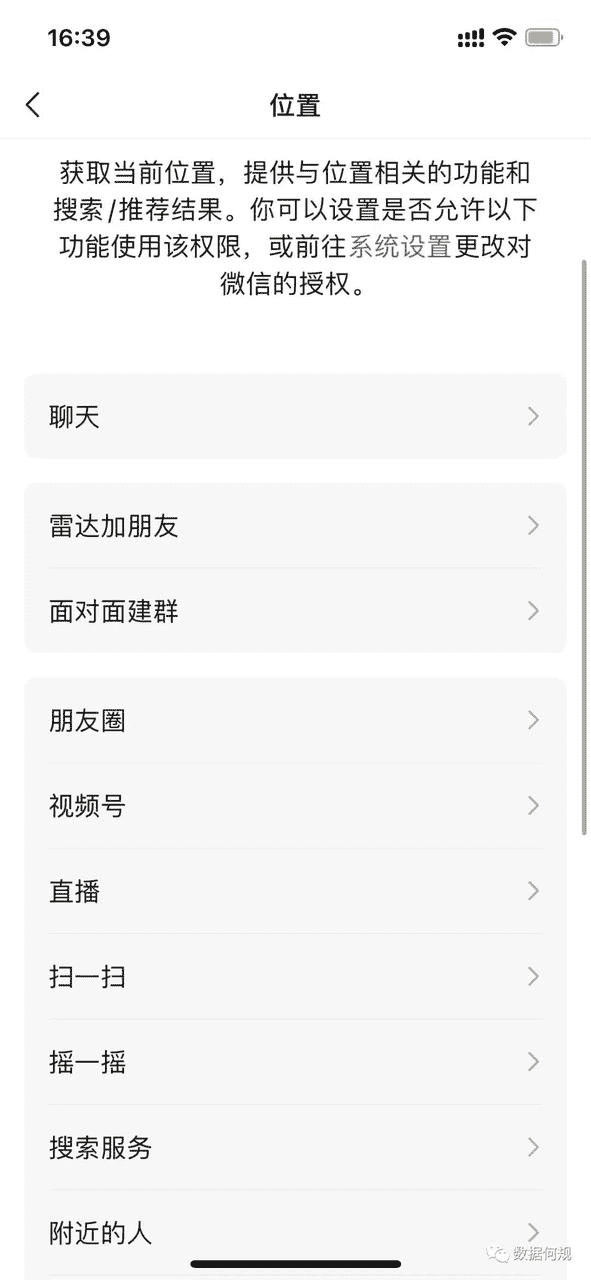 16:39
位置
获取当前位置，提供与位置相关的功能和
搜索/推荐结果。你可以设置是否允许以下
功能使用该权限，或前往系统设置更改对
微信的授权。
聊天
雷达加朋友
面对面建群
朋友圈
视频号
直播
扫一扫
摇一摇
搜索服务
附近的人
数据何规